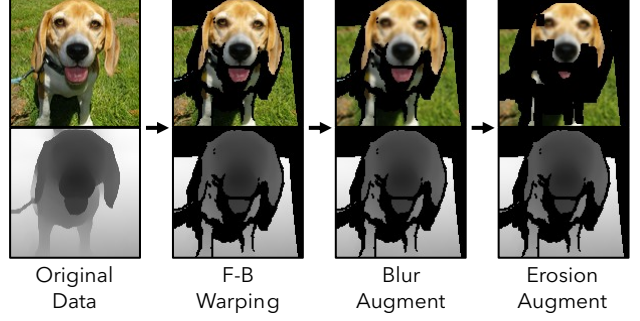 Original
Data
F-B
Warping
Blur
Augment
Erosion
Augment